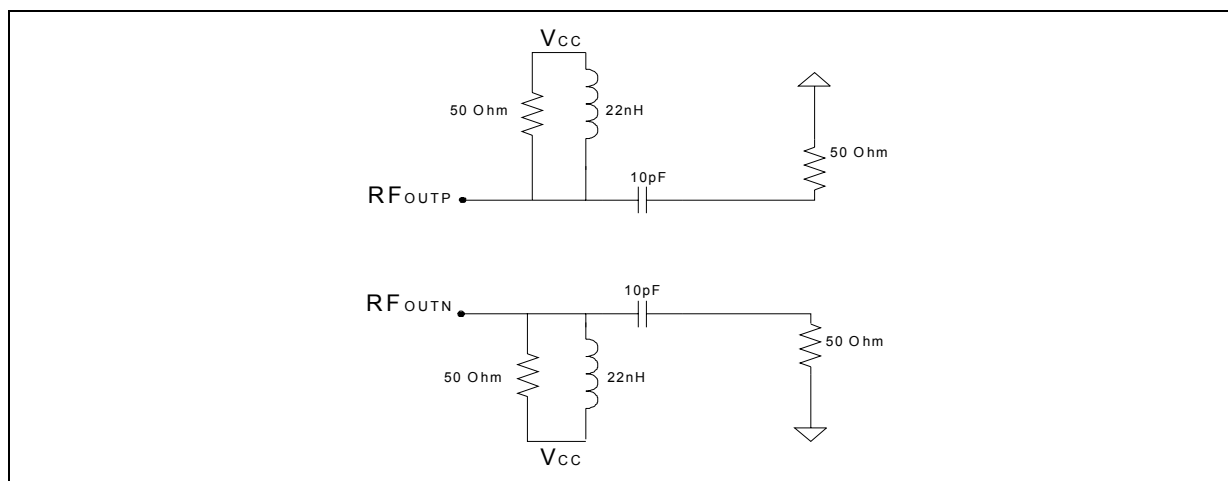 VCC
50 Ohm
22nH
50 Ohm
10pF
RFOUTP
10pF
RFOUTN
50 Ohm
50 Ohm
22nH
VCC